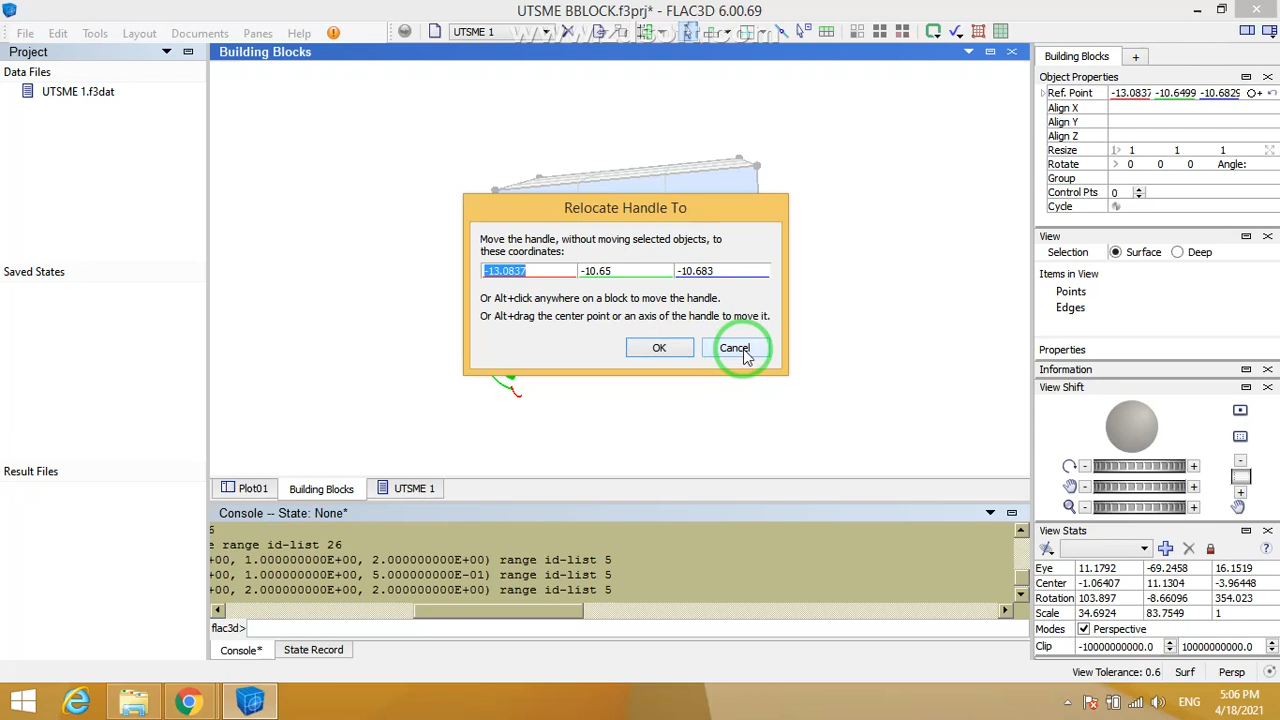 UTSME BBLOCK.f3prj* - FLAC3D 6.00.69
File Edit Tools Layout Documents Panes Help
UTSME 1
Project
Building Blocks
Building Blocks
Data Files
UTSME 1.f3dat
Saved States
Result Files
Object Properties
Ref. Point -13.0837 -10.6499 -10.6829
Align X
Align Y
Align Z
Resize 1 1 1
Rotate 0 0 0 Angle:
Group
Control Pts 0
Cycle
View
Selection Surface Deep
Items in View
Points
Edges
Properties
Information
View Shift
Relocate Handle To
Move the handle, without moving selected objects, to
these coordinates:
-13.0837 -10.65 -10.683
Or Alt+click anywhere on a block to move the handle.
Or Alt+drag the center point or an axis of the handle to move it.
OK Cancel
Plot01 Building Blocks UTSME 1
Console -- State: None*
6
e range id-list 26
+00, 1.000000000E+00, 2.000000000E+00) range id-list 5
+00, 1.000000000E+00, 5.000000000E-01) range id-list 5
+00, 2.000000000E+00, 2.000000000E+00) range id-list 5
flac3d>
Console* State Record
View Stats
Eye 11.1792 -69.2458 16.1519
Center -1.06407 11.1304 -3.96448
Rotation 103.897 -8.66096 354.023
Scale 34.6924 83.7549 1
Modes Perspective
Clip -10000000000.0 10000000000.0
View Tolerance: 0.6 Surf Persp
ENG
5:06 PM
4/18/2021